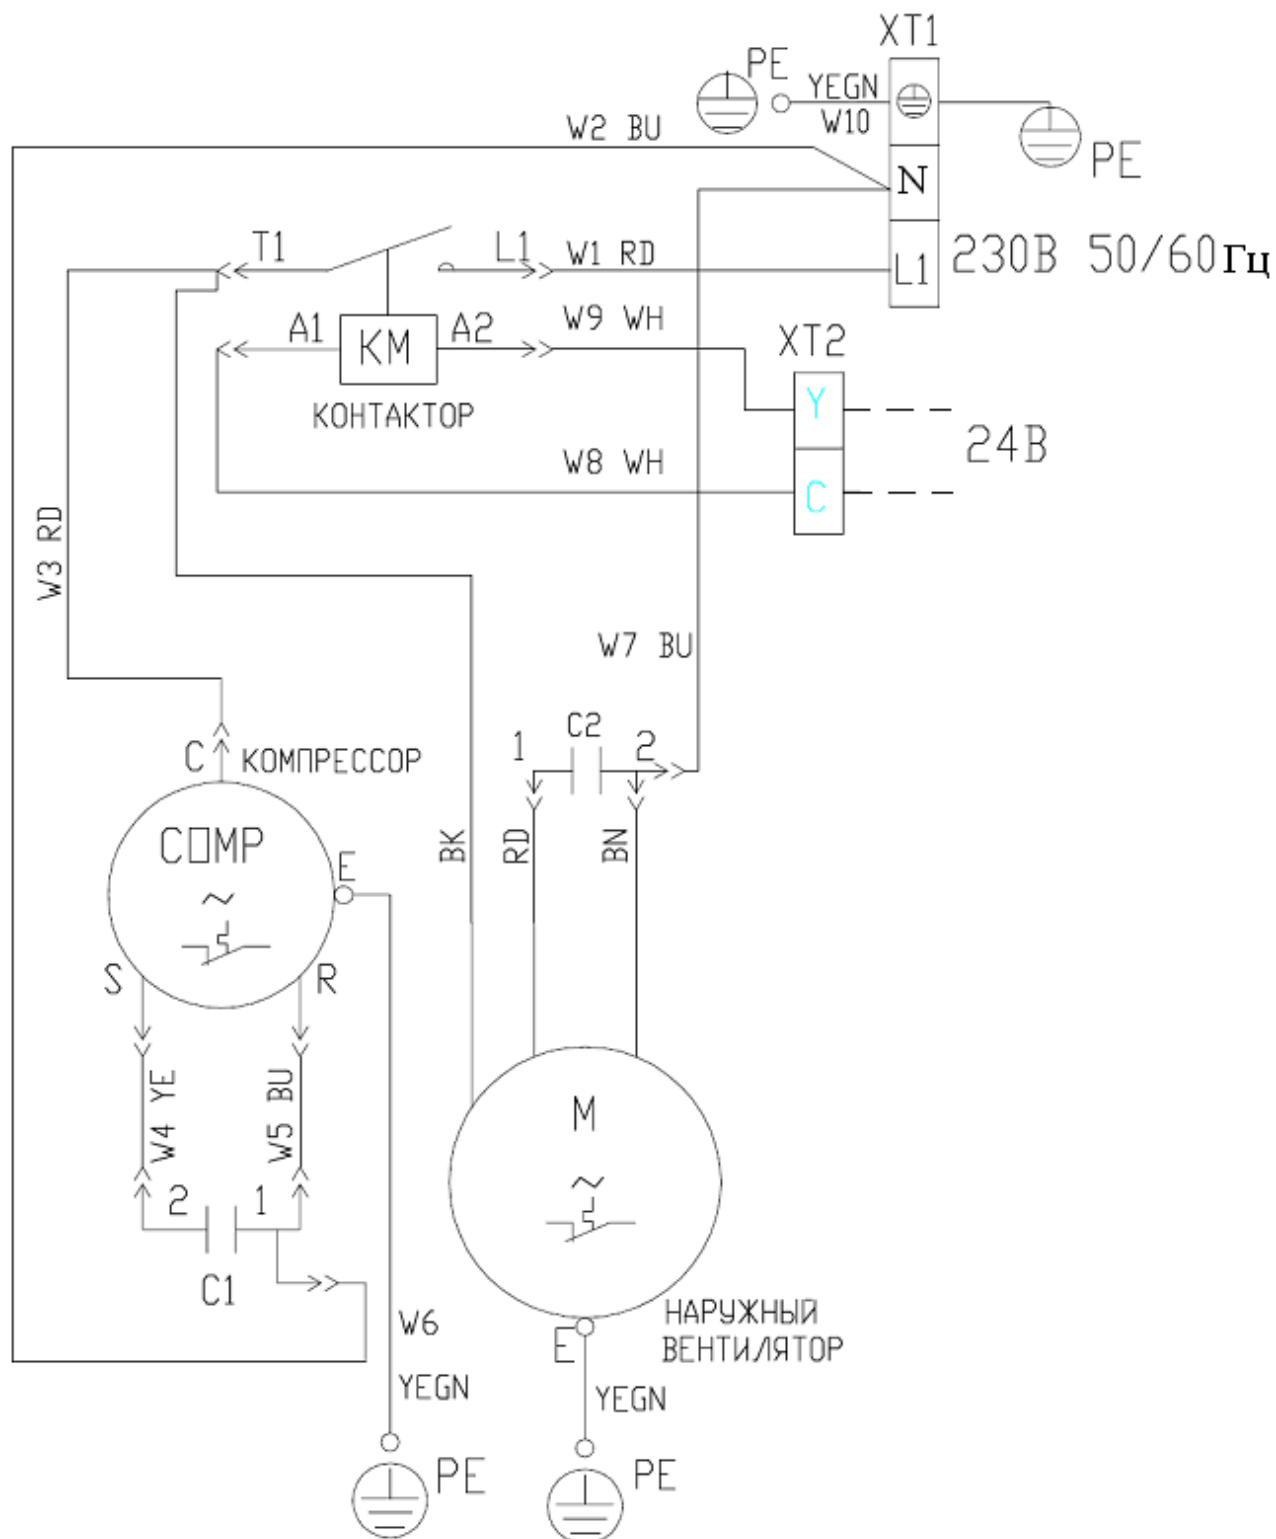 XT1
PE
YEGN
W10
W2 BU
PE
N
T1
L1
W1 RD
L1
230В 50/60Гц
W9 WH
A1
KM
A2
XT2
КОНТАКТОР
Y
24В
W8 WH
C
W3 RD
W7 BU
C2
1
2
C
КОМПРЕССОР
COMP
~
E
BK
RD
BN
S
R
W4 YE
W5 BU
M
~
2
1
C1
W6
YEGN
PE
E
НАРУЖНЫЙ
ВЕНТИЛЯТОР
YEGN
PE